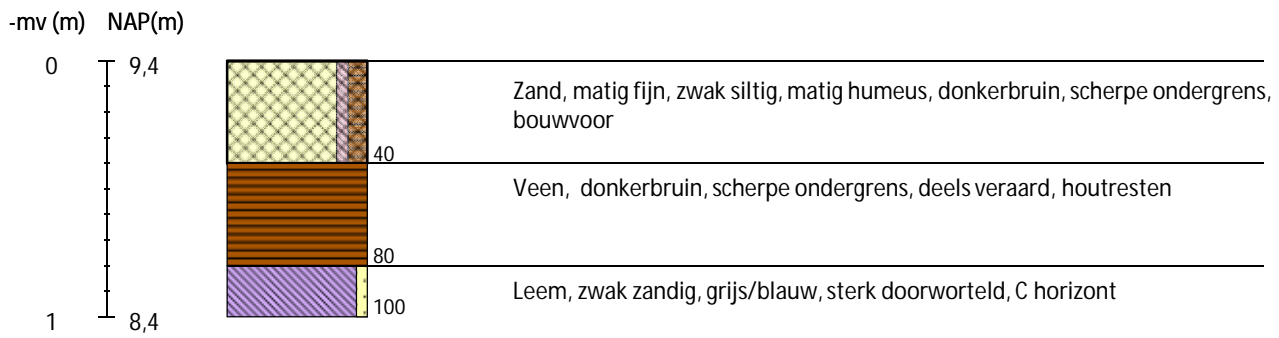 -mv (m) NAP(m)
0 9,4
Zand, matig fijn, zwak siltig, matig humeus, donkerbruin, scherpe ondergrens,
bouwvoor
40
Veen, donkerbruin, scherpe ondergrens, deels veraard, houtresten
80
Leem, zwak zandig, grijs/blauw, sterk doorworteld, C horizont
100
1 8,4